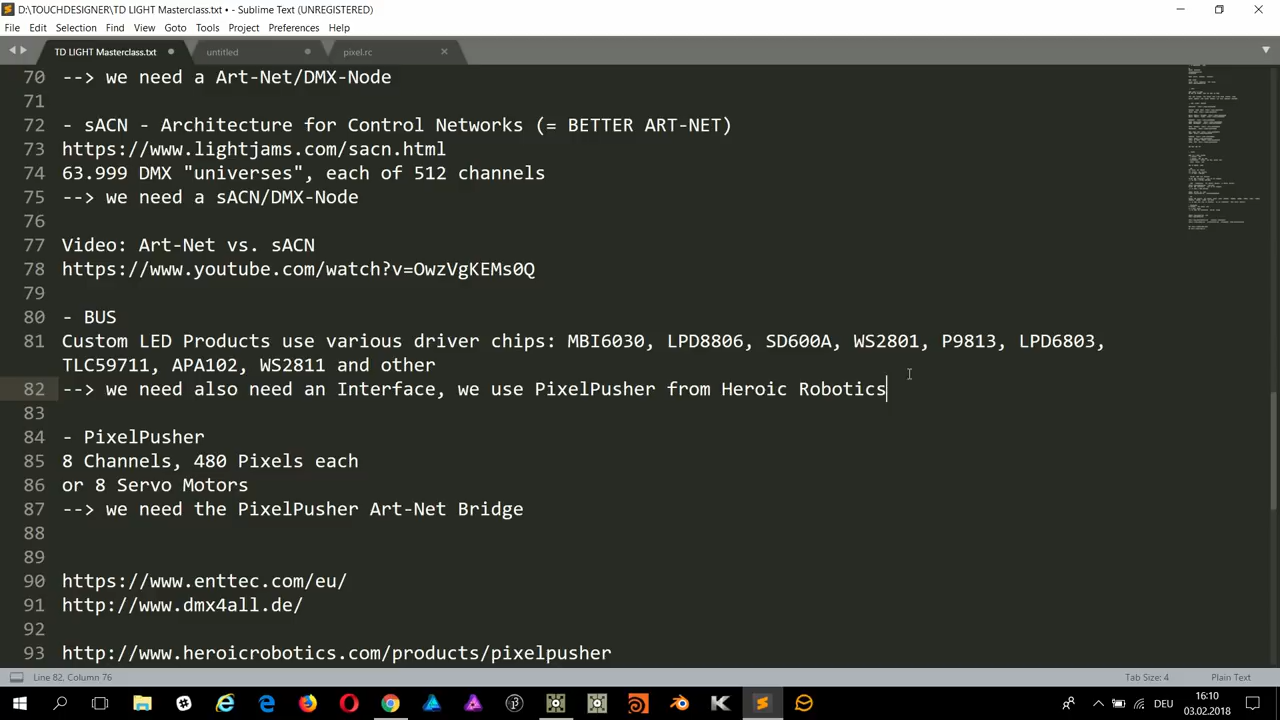 D:\TOUCHDESIGNER\TD LIGHT Masterclass.txt • - Sublime Text (UNREGISTERED)
File Edit Selection Find View Goto Tools Project Preferences Help
TD LIGHT Masterclass.txt untitled pixel.rc
70 --> we need a Art-Net/DMX-Node
71
72 - sACN - Architecture for Control Networks (= BETTER ART-NET)
73 https://www.lightjams.com/sacn.html
74 63.999 DMX "universes", each of 512 channels
75 --> we need a sACN/DMX-Node
76
77 Video: Art-Net vs. sACN
78 https://www.youtube.com/watch?v=OwzVgKEMs0Q
79
80 - BUS
81 Custom LED Products use various driver chips: MBI6030, LPD8806, SD600A, WS2801, P9813, LPD6803,
TLC59711, APA102, WS2811 and other
82 --> we need also need an Interface, we use PixelPusher from Heroic Robotics
83
84 - PixelPusher
85 8 Channels, 480 Pixels each
86 or 8 Servo Motors
87 --> we need the PixelPusher Art-Net Bridge
88
89
90 https://www.enttec.com/eu/
91 http://www.dmx4all.de/
92
93 http://www.heroicrobotics.com/products/pixelpusher
Line 82, Column 76 Tab Size: 4 Plain Text
DEU 16:10
03.02.2018